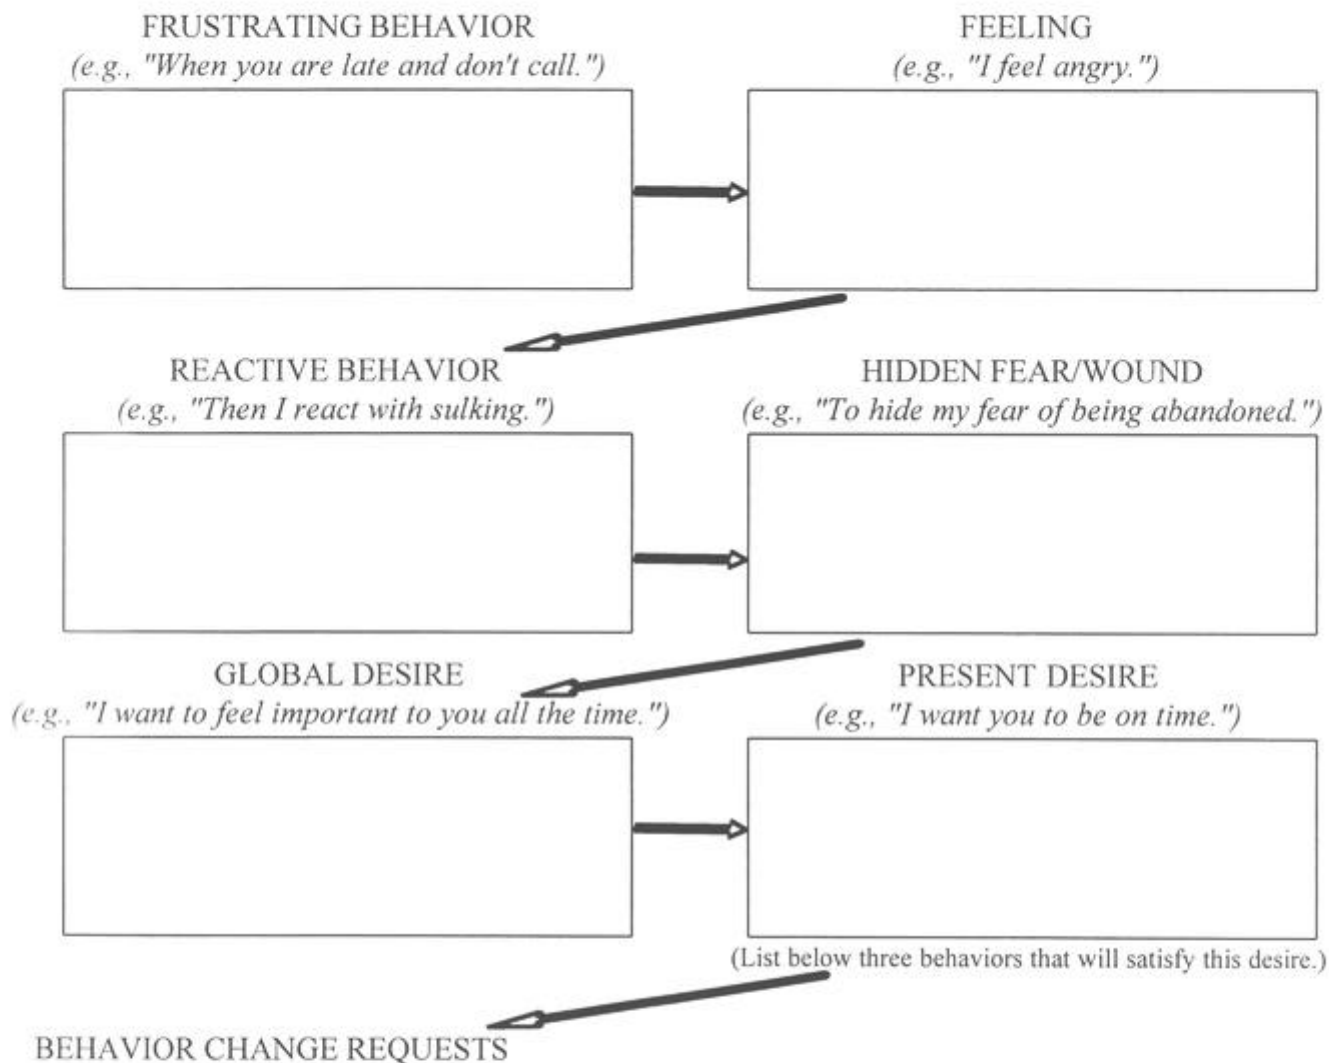 FRUSTRATING BEHAVIOR
(e.g., "When you are late and don't call.")
FEELING
(e.g., "I feel angry.")
REACTIVE BEHAVIOR
(e.g., "Then I react with sulking.")
HIDDEN FEAR/WOUND
(e.g., "To hide my fear of being abandoned.")
GLOBAL DESIRE
(e.g., "I want to feel important to you all the time.")
PRESENT DESIRE
(e.g., "I want you to be on time.")
(List below three behaviors that will satisfy this desire.)
BEHAVIOR CHANGE REQUESTS